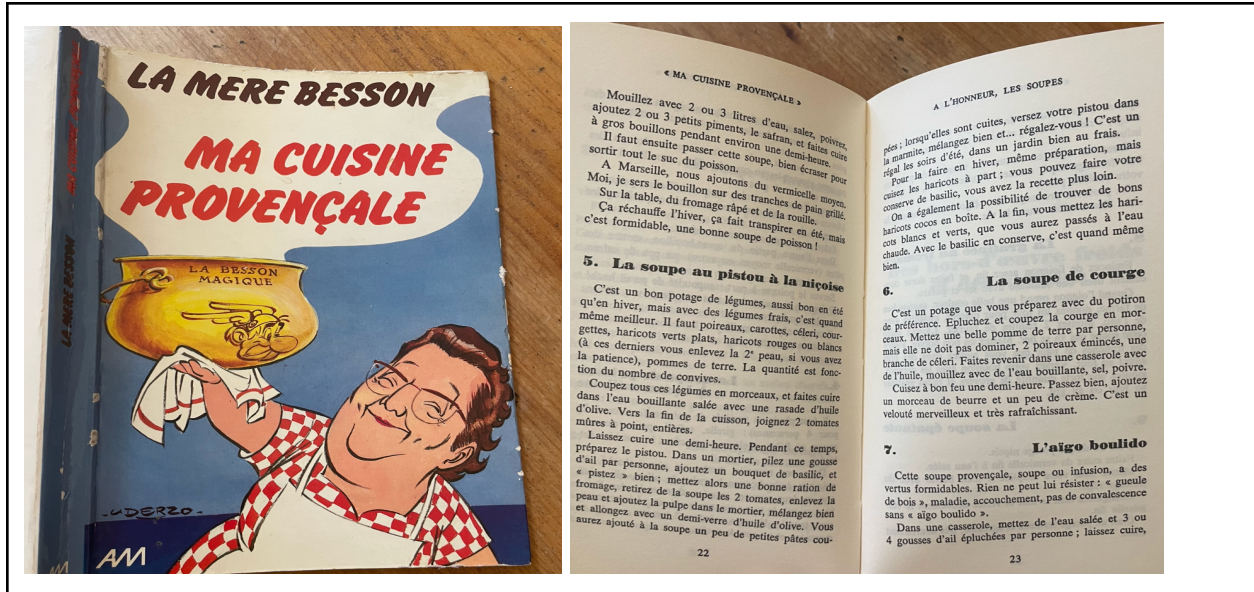 LA MERE BESSON
MA CUISINE
PROVENÇALE
LA BESSON
MAGIQUE
LA MERE BESSON
-UDERZO-
AM
AM
« MA CUISINE PROVENÇALE »
Mouillez avec 2 ou 3 litres d'eau, salez, poivrez,
ajoutez 2 ou 3 petits piments, le safran, et faites cuire
à gros bouillons pendant environ une demi-heure.
Il faut ensuite passer cette soupe, bien écraser pour
sortir tout le suc du poisson.
A Marseille, nous ajoutons du vermicelle moyen.
Moi, je sers le bouillon sur des tranches de pain grillé.
Sur la table, du fromage râpé et de la rouille.
Ça réchauffe l'hiver, ça fait transpirer en été, mais
c'est formidable, une bonne soupe de poisson !
5. La soupe au pistou à la niçoise
C'est un bon potage de légumes, aussi bon en été
qu'en hiver, mais avec des légumes frais, c'est quand
même meilleur. Il faut poireaux, carottes, céleri, cour-
gettes, haricots verts plats, haricots rouges ou blancs
(à ces derniers vous enlevez la 2e peau, si vous avez
la patience), pommes de terre. La quantité est fonc-
tion du nombre de convives.
Coupez tous ces légumes en morceaux, et faites cuire
dans l'eau bouillante salée avec une rasade d'huile
d'olive. Vers la fin de la cuisson, joignez 2 tomates
mûres à point, entières.
Laissez cuire une demi-heure. Pendant ce temps,
préparez le pistou. Dans un mortier, pilez une gousse
d'ail par personne, ajoutez un bouquet de basilic, et
« pistez » bien ; mettez alors une bonne ration de
fromage, retirez de la soupe les 2 tomates, enlevez la
peau et ajoutez la pulpe dans le mortier, mélangez bien
et allongez avec un demi-verre d'huile d'olive. Vous
aurez ajouté à la soupe un peu de petites pâtes cou-
22
A L'HONNEUR, LES SOUPES
pées ; lorsqu'elles sont cuites, versez votre pistou dans
la marmite, mélangez bien et... régalez-vous ! C'est un
régal les soirs d'été, dans un jardin bien au frais.
Pour la faire en hiver, même préparation, mais
cuisez les haricots à part ; vous pouvez faire votre
conserve de basilic, vous avez la recette plus loin.
On a également la possibilité de trouver de bons
haricots cocos en boîte. A la fin, vous mettez les hari-
cots blancs et verts, que vous aurez passés à l'eau
chaude. Avec le basilic en conserve, c'est quand même
bien.
6. La soupe de courge
C'est un potage que vous préparez avec du potiron
de préférence. Epluchez et coupez la courge en mor-
ceaux. Mettez une belle pomme de terre par personne,
mais elle ne doit pas dominer, 2 poireaux émincés, une
branche de céleri. Faites revenir dans une casserole avec
de l'huile, mouillez avec de l'eau bouillante, sel, poivre.
Cuisez à bon feu une demi-heure. Passez bien, ajoutez
un morceau de beurre et un peu de crème. C'est un
velouté merveilleux et très rafraîchissant.
7. L'aïgo boulido
Cette soupe provençale, soupe ou infusion, a des
vertus formidables. Rien ne peut lui résister : « gueule
de bois », maladie, accouchement, pas de convalescence
sans « aïgo boulido ».
Dans une casserole, mettez de l'eau salée et 3 ou
4 gousses d'ail épluchées par personne ; laissez cuire,
23